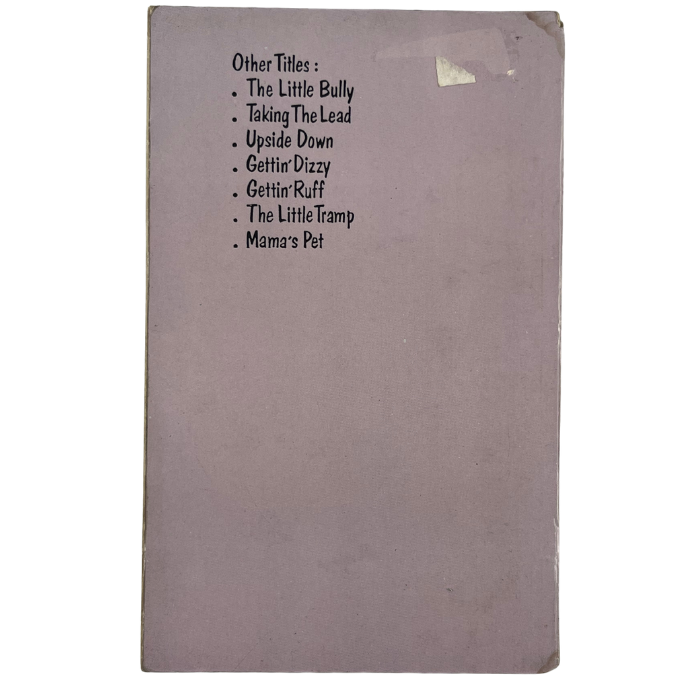 Other Titles :
. The Little Bully
. Taking The Lead
. Upside Down
. Gettin' Dizzy
. Gettin' Ruff
. The Little Tramp
. Mama's Pet